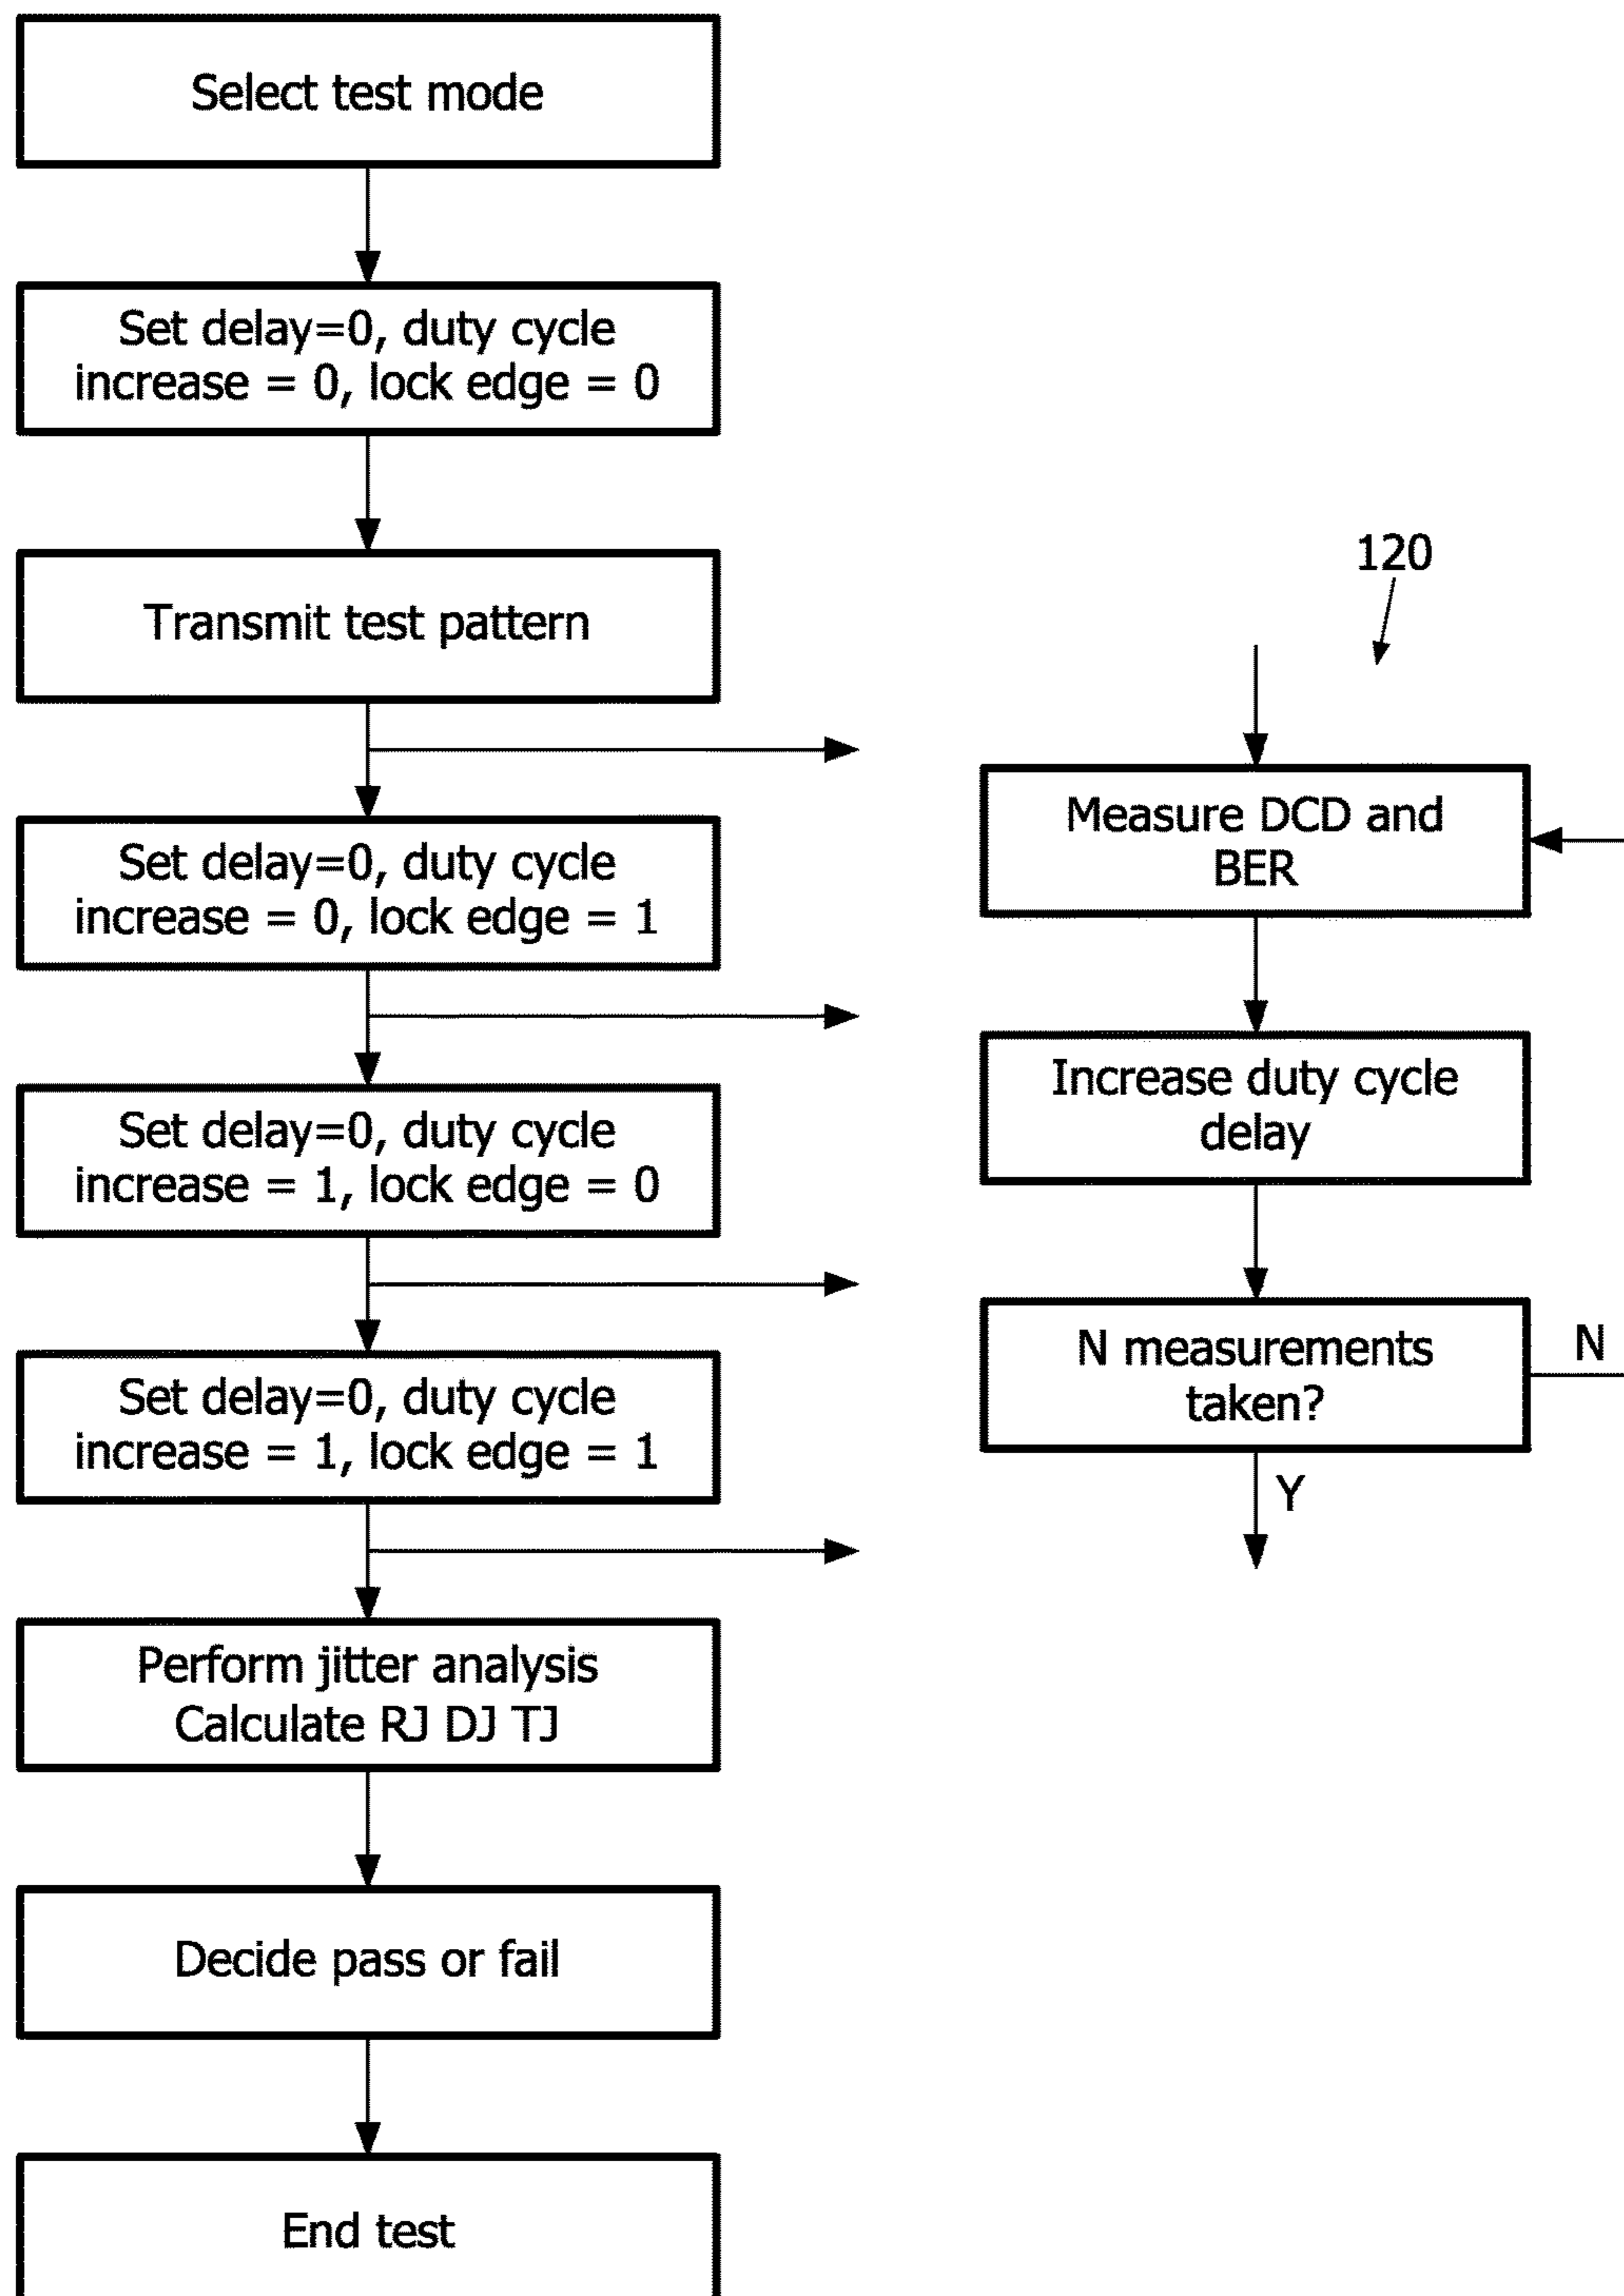 Select test mode
Set delay=0, duty cycle
increase = 0, lock edge = 0
Transmit test pattern
Set delay=0, duty cycle
increase = 0, lock edge = 1
Set delay=0, duty cycle
increase = 1, lock edge = 0
Set delay=0, duty cycle
increase = 1, lock edge = 1
Perform jitter analysis
Calculate RJ DJ TJ
Decide pass or fail
End test
120
Measure DCD and
BER
Increase duty cycle
delay
N measurements
taken?
N
Y